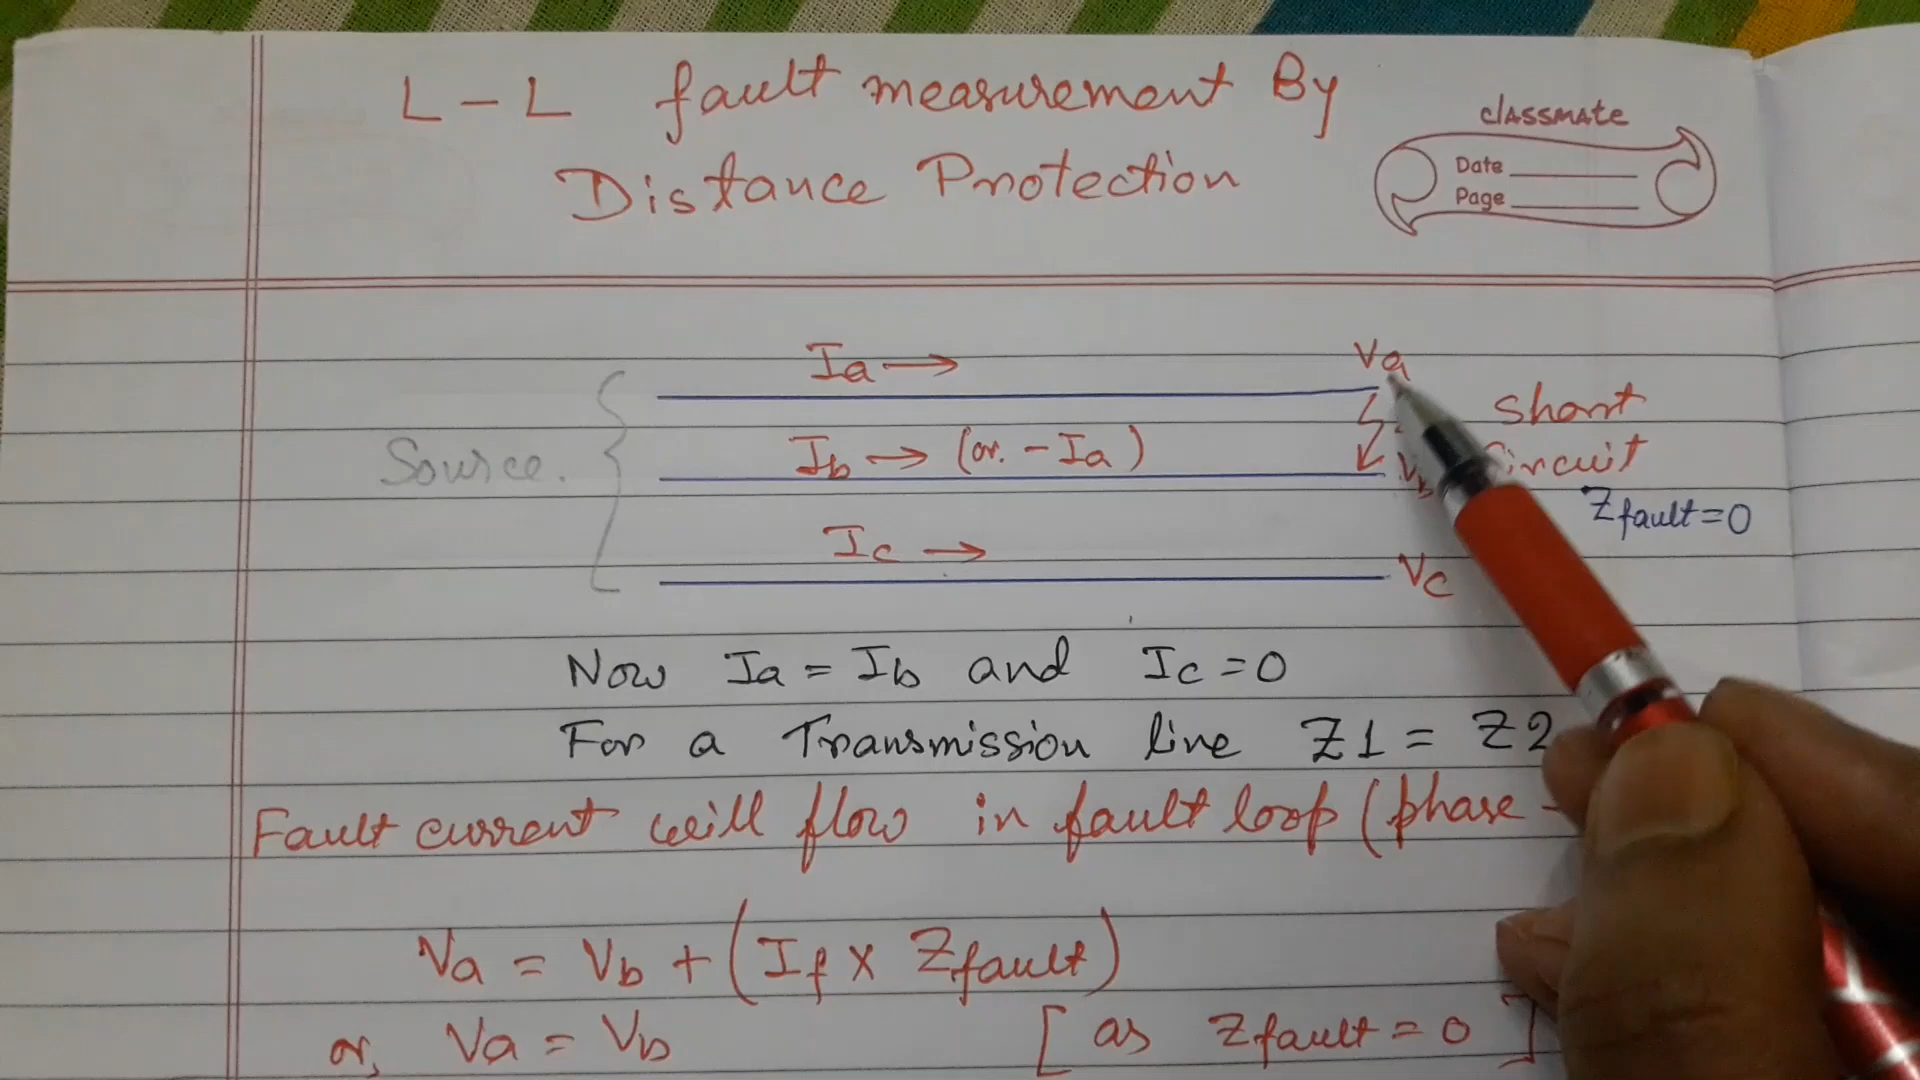 L - L fault measurement By
Distance Protection
classmate
Date
Page
Ia →
Va
Short
Source.
Ib → (or. - Ia)
Vb
Circuit
Zfault = 0
Ic →
Vc
Now Ia = Ib and Ic = 0
For a Transmission line Z1 = Z2
Fault current will flow in fault loop (phase -
Va = Vb + (If x Zfault)
or, Va = Vb [as Zfault = 0]